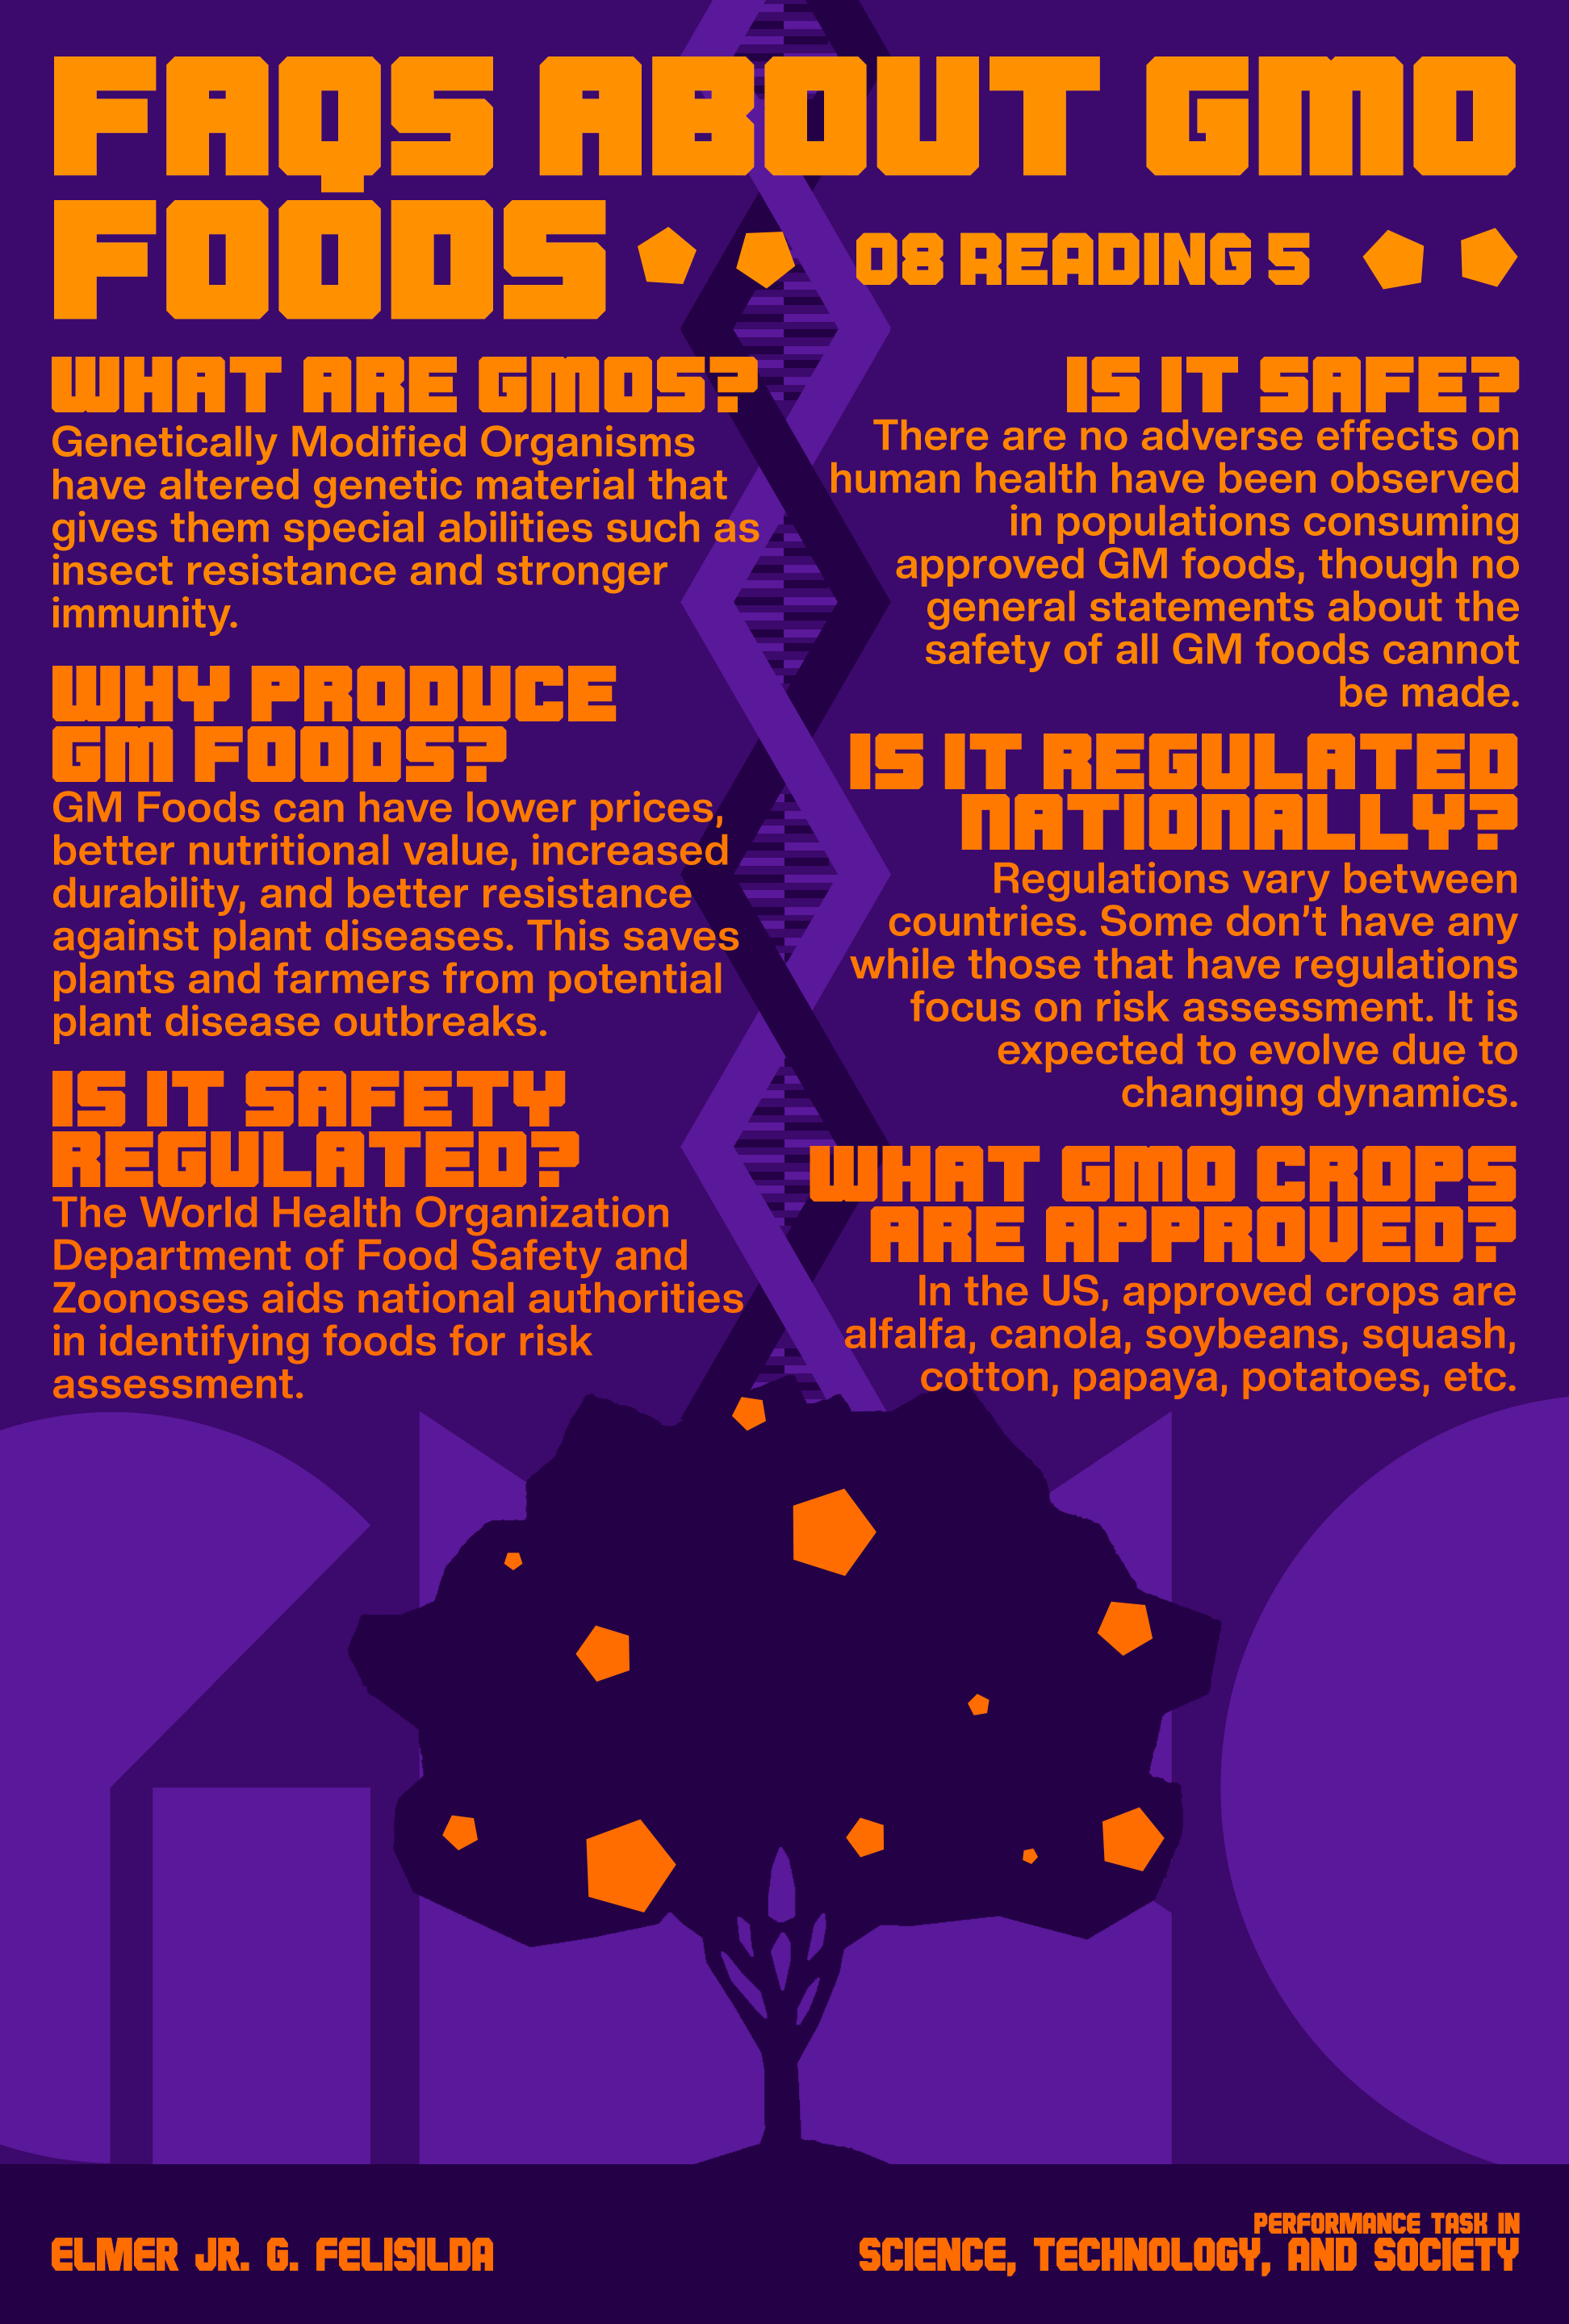 FAQS ABOUT GMO
FOODS
08 READING 5
WHAT ARE GMOS?
Genetically Modified Organisms
have altered genetic material that
gives them special abilities such as
insect resistance and stronger
immunity.
WHY PRODUCE
GM FOODS?
GM Foods can have lower prices,
better nutritional value, increased
durability, and better resistance
against plant diseases. This saves
plants and farmers from potential
plant disease outbreaks.
IS IT SAFETY
REGULATED?
The World Health Organization
Department of Food Safety and
Zoonoses aids national authorities
in identifying foods for risk
assessment.
IS IT SAFE?
There are no adverse effects on
human health have been observed
in populations consuming
approved GM foods, though no
general statements about the
safety of all GM foods cannot
be made.
IS IT REGULATED
NATIONALLY?
Regulations vary between
countries. Some don’t have any
while those that have regulations
focus on risk assessment. It is
expected to evolve due to
changing dynamics.
WHAT GMO CROPS
ARE APPROVED?
In the US, approved crops are
alfalfa, canola, soybeans, squash,
cotton, papaya, potatoes, etc.
GMO
ELMER JR. G. FELISILDA
PERFORMANCE TASK IN
SCIENCE, TECHNOLOGY, AND SOCIETY